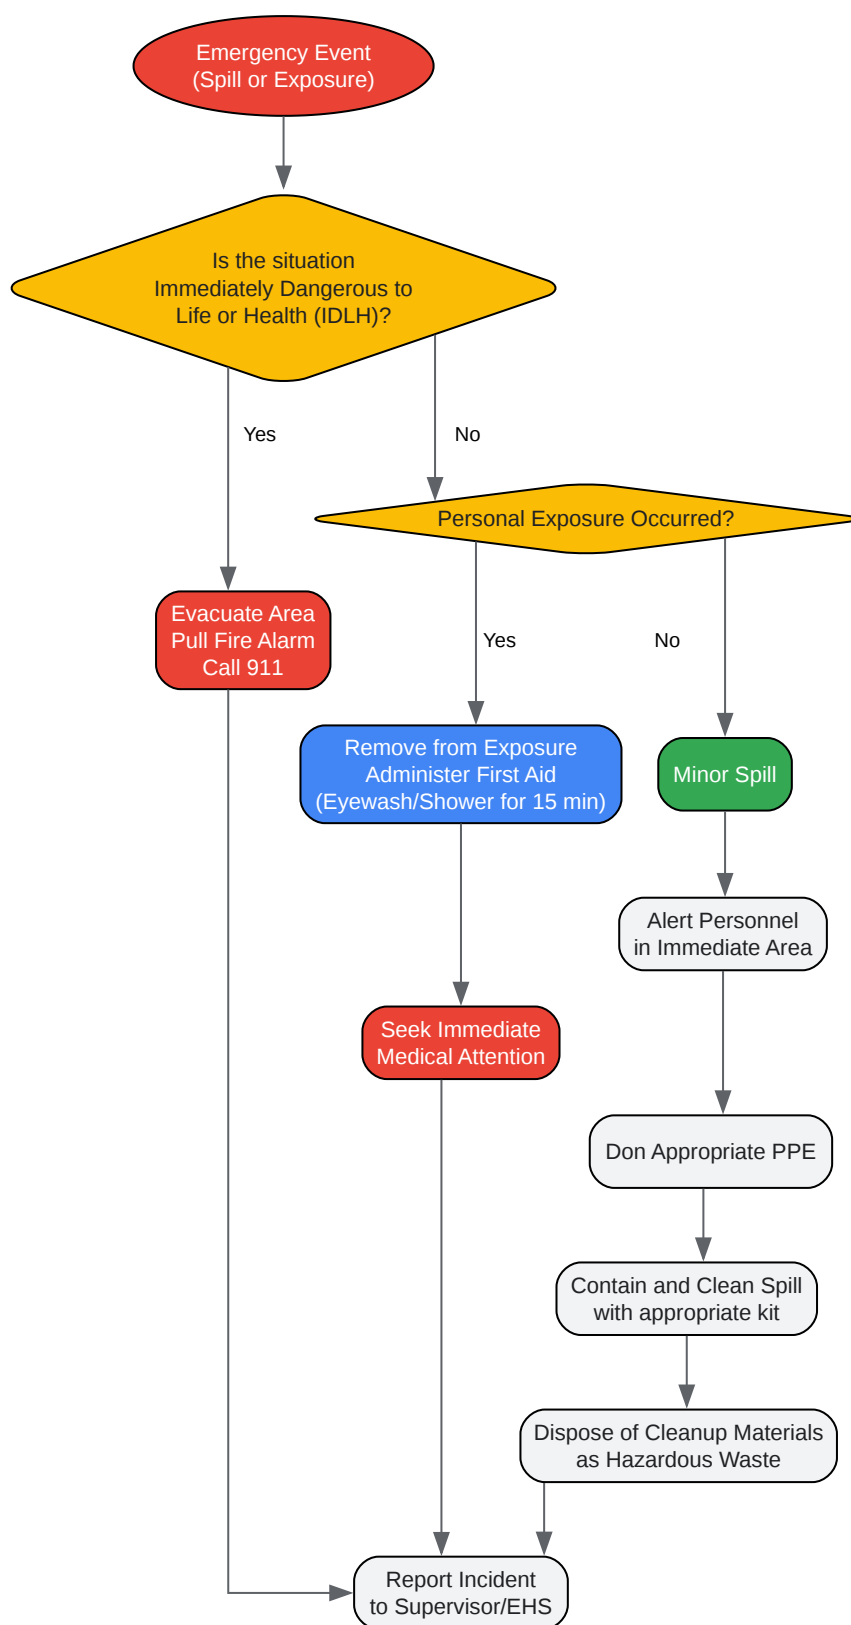 Emergency Event
(Spill or Exposure)
Is the situation
Immediately Dangerous to
Life or Health (IDLH)?
Yes
No
Personal Exposure Occurred?
Evacuate Area
Pull Fire Alarm
Call 911
Yes
No
Remove from Exposure
Administer First Aid
(Eyewash/Shower for 15 min)
Minor Spill
Alert Personnel
in Immediate Area
Seek Immediate
Medical Attention
Don Appropriate PPE
Contain and Clean Spill
with appropriate kit
Dispose of Cleanup Materials
as Hazardous Waste
Report Incident
to Supervisor/EHS